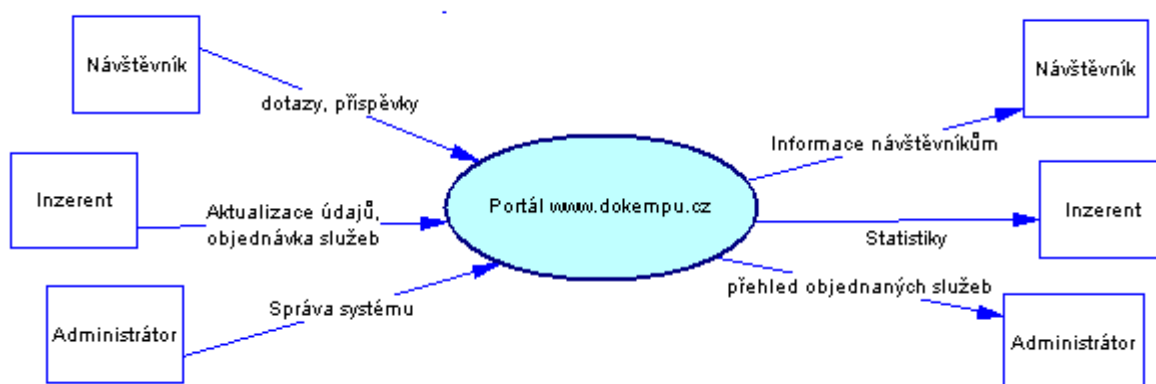 Návštěvník
dotazy, příspěvky
Inzerent
Aktualizace údajů,
objednávka služeb
Administrátor
Správa systému
Portál www.dokempu.cz
Návštěvník
Informace návštěvníkům
Inzerent
Statistiky
přehled objednaných služeb
Administrátor